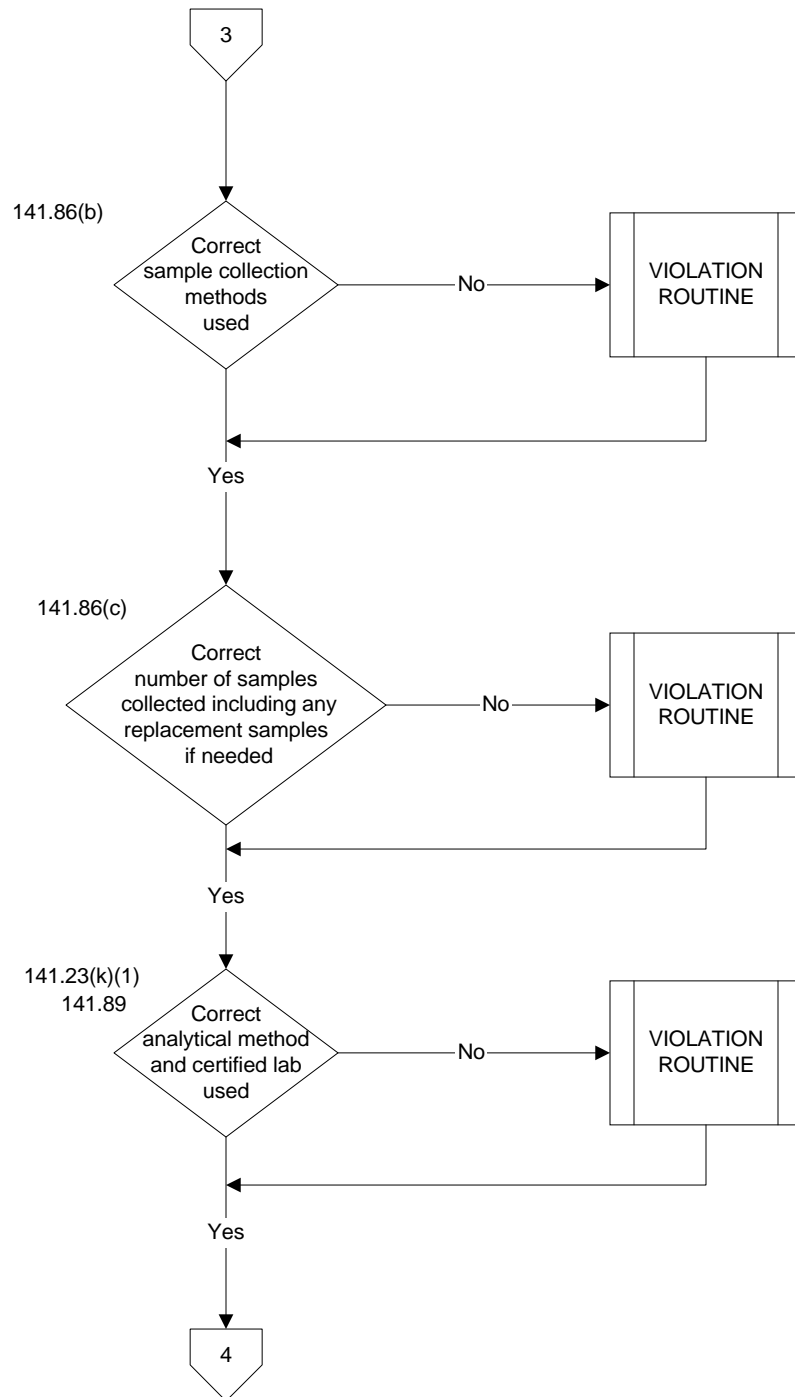 3
141.86(b)
Correct
sample collection
methods
used
No
VIOLATION
ROUTINE
Yes
141.86(c)
Correct
number of samples
collected including any
replacement samples
if needed
No
VIOLATION
ROUTINE
Yes
141.23(k)(1)
141.89
Correct
analytical method
and certified lab
used
No
VIOLATION
ROUTINE
Yes
4